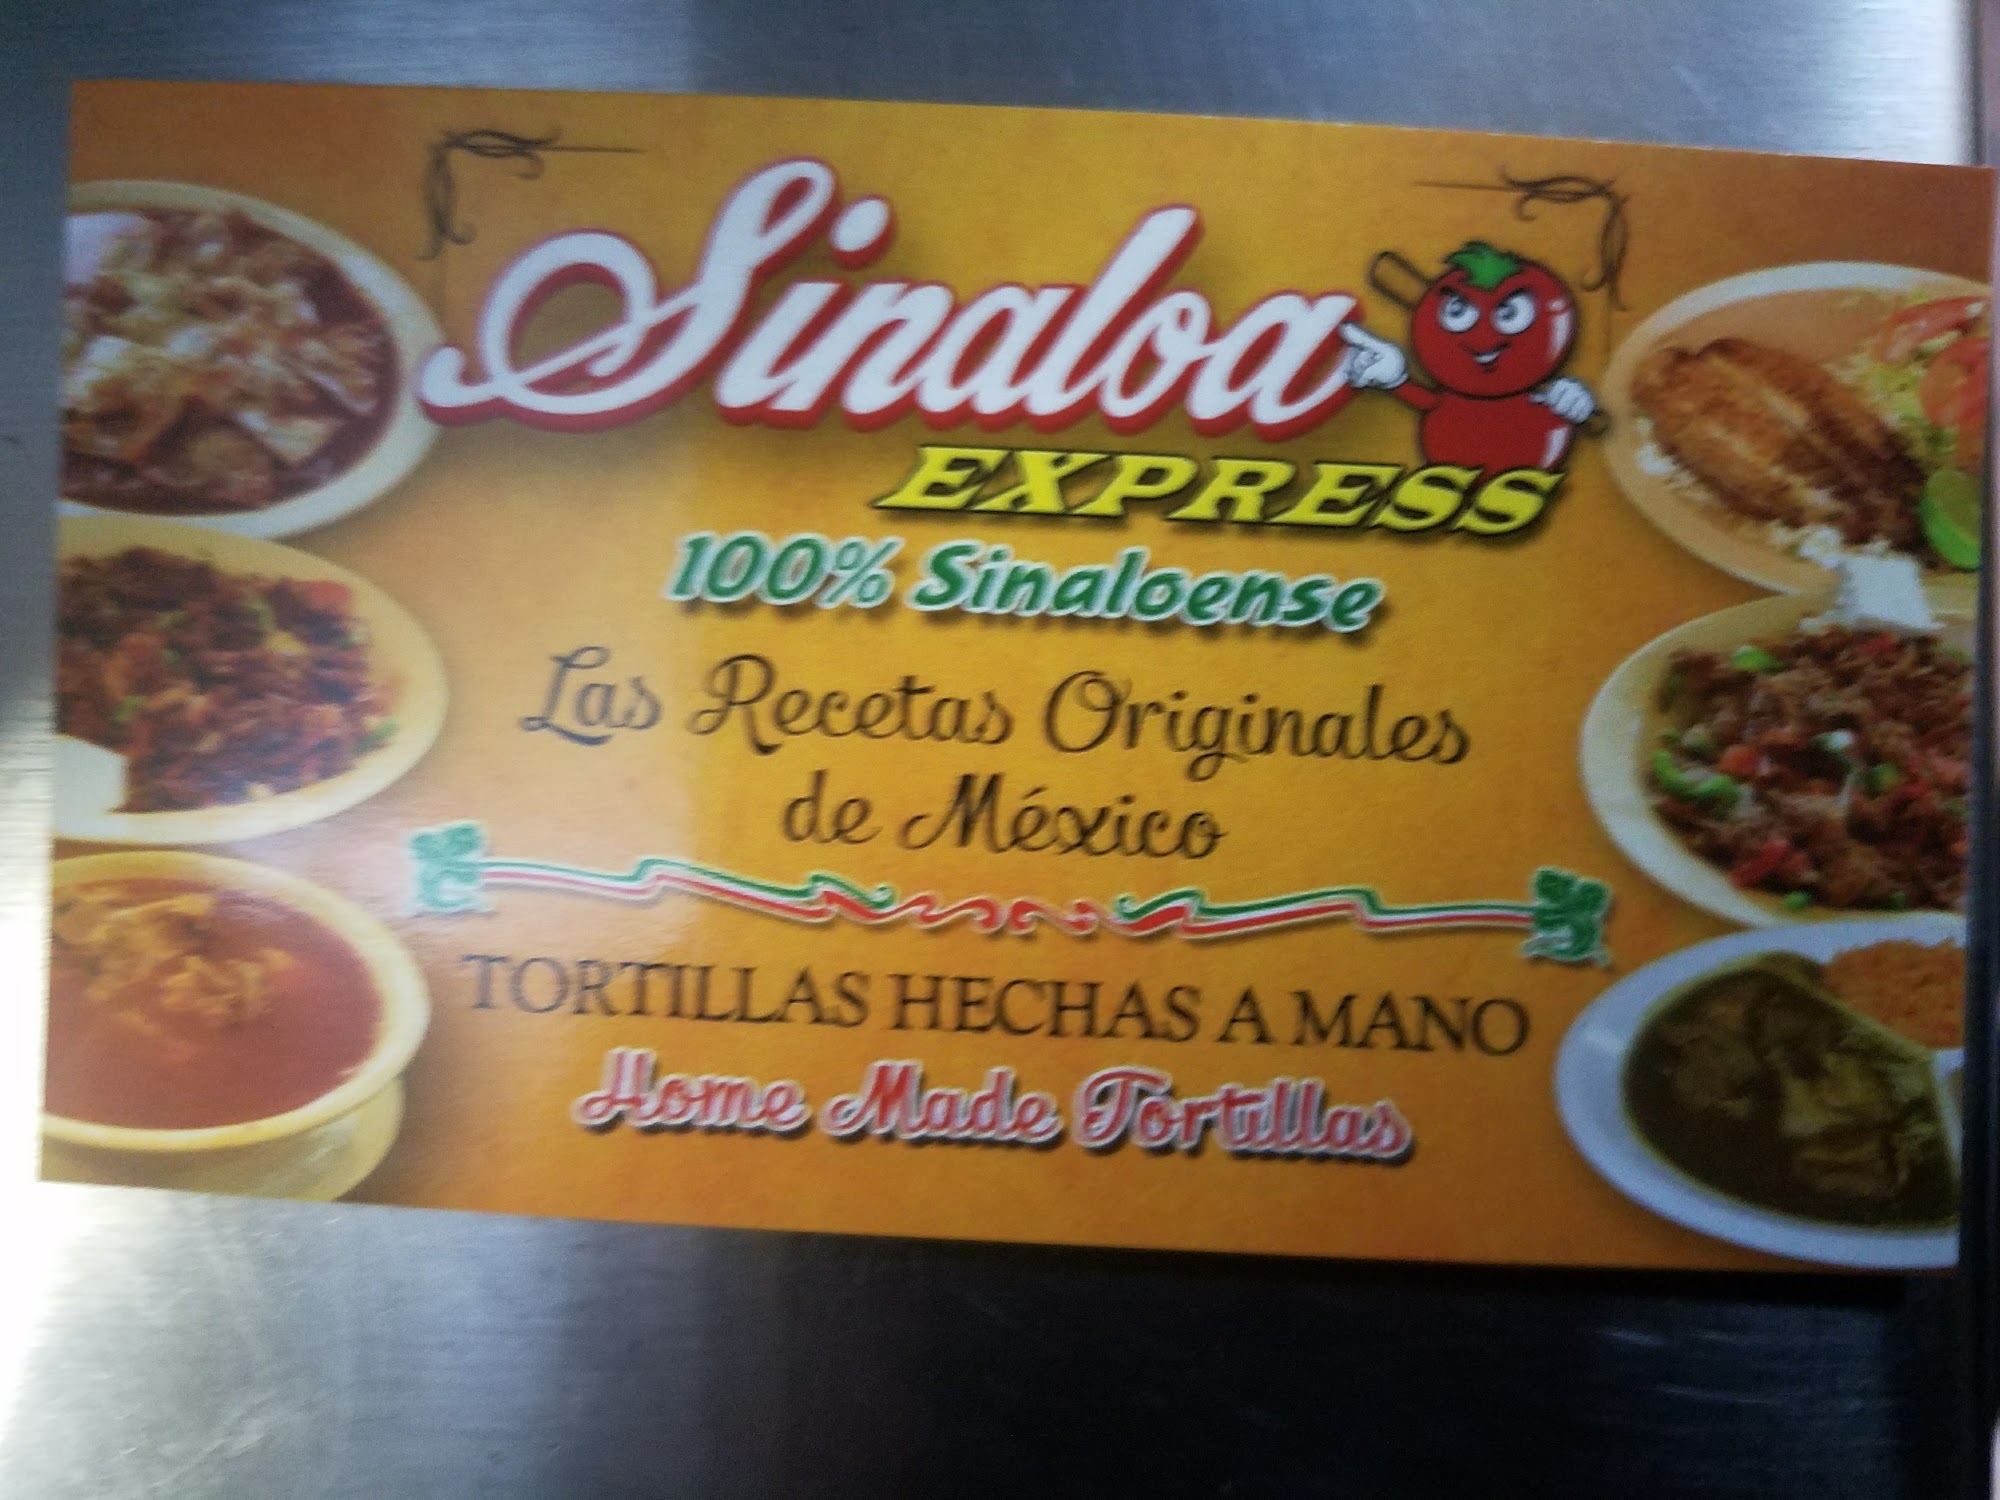 Sinaloa
EXPRESS
100% Sinaloense
Las Recetas Originales
de México
TORTILLAS HECHAS A MANO
Home Made Tortillas